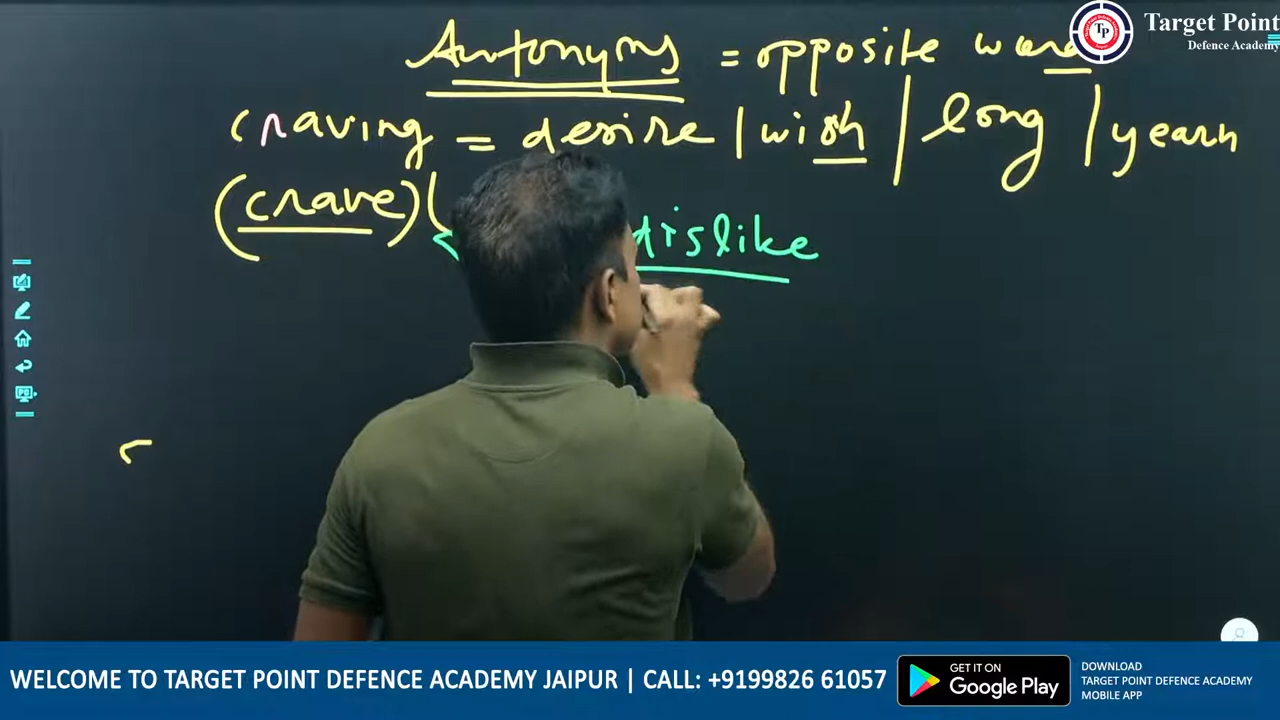 Target Point
Defence Academy
TP
Antonyms = opposite word
craving = desire / wish / long / yearn
(crave) (
dislike
WELCOME TO TARGET POINT DEFENCE ACADEMY JAIPUR | CALL: +9199826 61057
GET IT ON
Google Play
DOWNLOAD
TARGET POINT DEFENCE ACADEMY
MOBILE APP